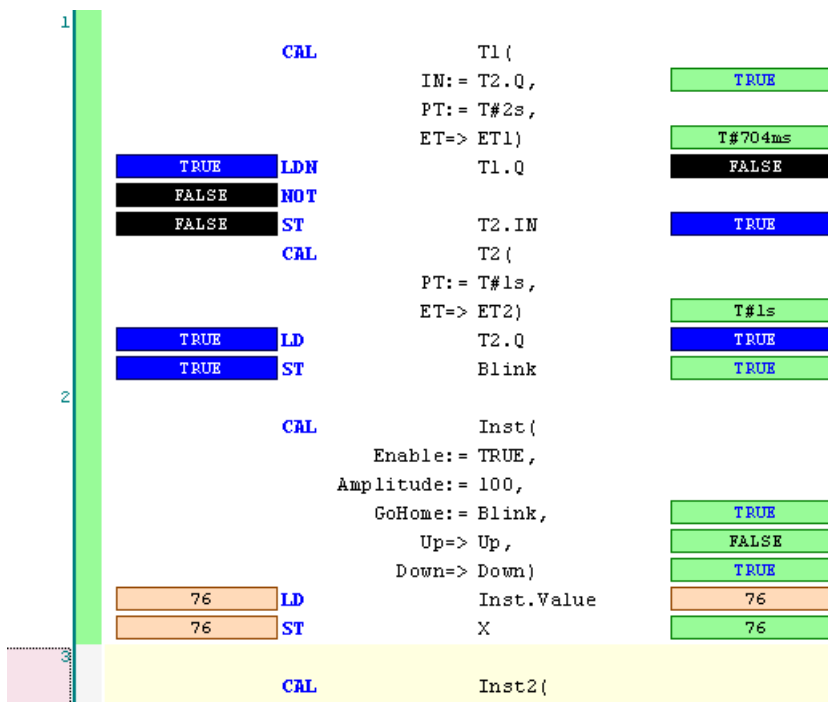 1
CAL T1(
IN:= T2.Q, TRUE
PT:= T#2s,
ET=> ET1) T#704ms
TRUE LDN T1.Q FALSE
FALSE NOT
FALSE ST T2.IN TRUE
CAL T2(
PT:= T#1s,
ET=> ET2) T#1s
TRUE LD T2.Q TRUE
TRUE ST Blink TRUE
2
CAL Inst(
Enable:= TRUE,
Amplitude:= 100,
GoHome:= Blink, TRUE
Up=> Up, FALSE
Down=> Down) TRUE
76 LD Inst.Value 76
76 ST X 76
3
CAL Inst2(